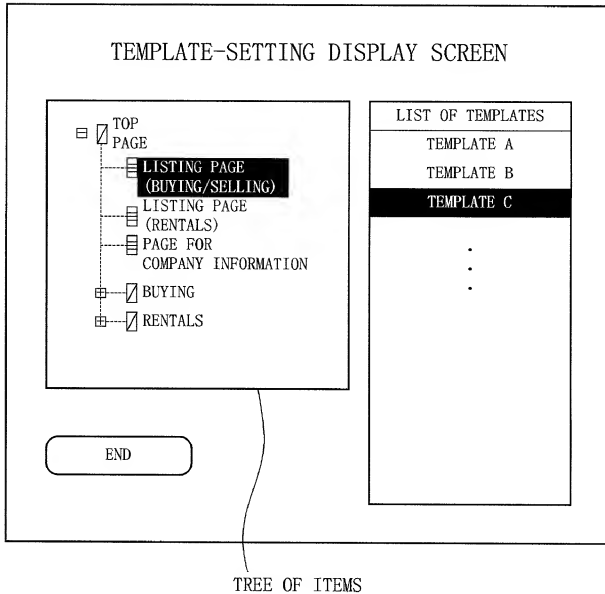 TEMPLATE-SETTING DISPLAY SCREEN
TOP
PAGE
LISTING PAGE
(BUYING/SELLING)
LISTING PAGE
(RENTALS)
PAGE FOR
COMPANY INFORMATION
BUYING
RENTALS
LIST OF TEMPLATES
TEMPLATE A
TEMPLATE B
TEMPLATE C
END
TREE OF ITEMS